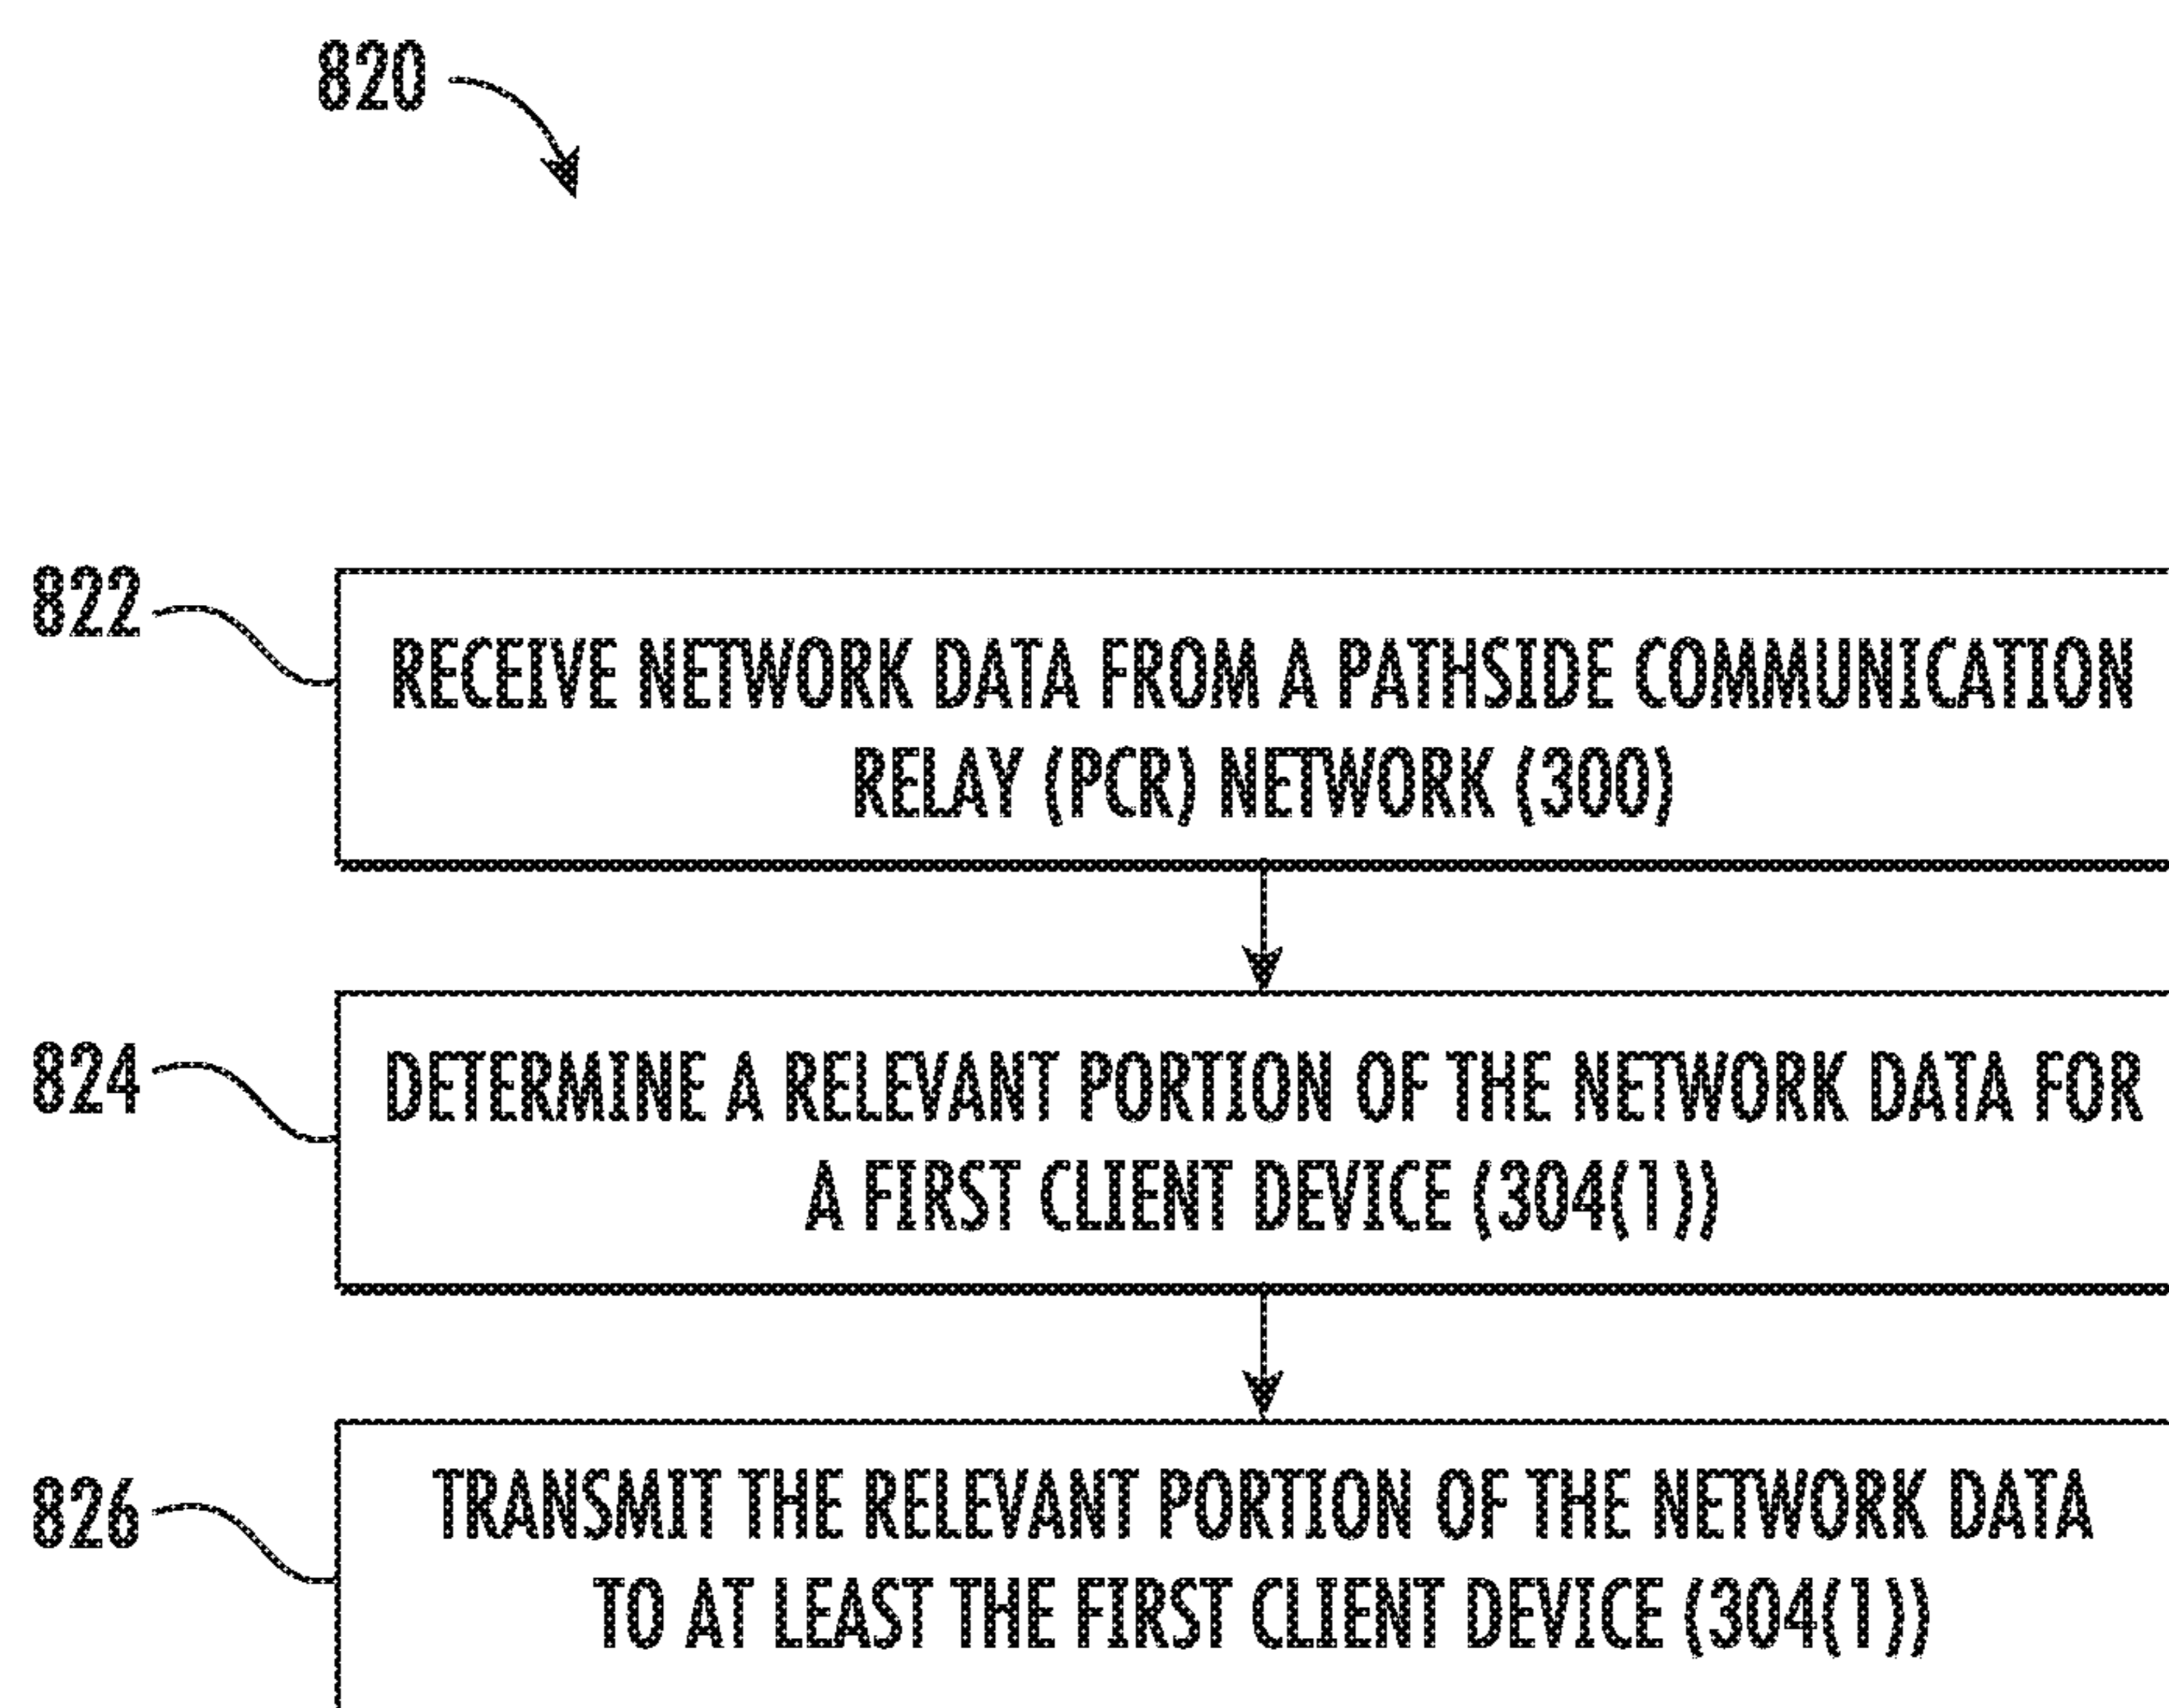 820
822
RECEIVE NETWORK DATA FROM A PATHSIDE COMMUNICATION
RELAY (PCR) NETWORK (300)
824
DETERMINE A RELEVANT PORTION OF THE NETWORK DATA FOR
A FIRST CLIENT DEVICE (304(1))
826
TRANSMIT THE RELEVANT PORTION OF THE NETWORK DATA
TO AT LEAST THE FIRST CLIENT DEVICE (304(1))